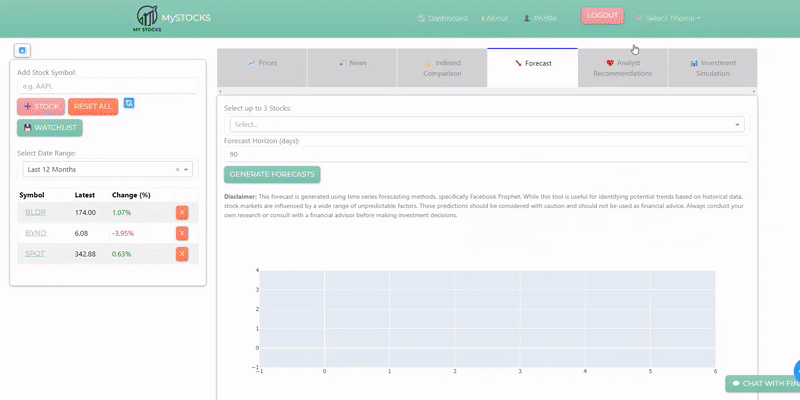 MY STOCKS
MySTOCKS
Dashboard
About
Profile
LOGOUT
Select Theme
Add Stock Symbol:
e.g. AAPL
STOCK
RESET ALL
WATCHLIST
Select Date Range:
Last 12 Months
Symbol Latest Change (%)
BLDR 174.00 1.07% X
BYND 6.08 -3.95% X
SPOT 342.88 0.63% X
Prices
News
Indexed
Comparison
Forecast
Analyst
Recommendations
Investment
Simulation
Select up to 3 Stocks:
Select...
Forecast Horizon (days):
90
GENERATE FORECASTS
Disclaimer: This forecast is generated using time series forecasting methods, specifically Facebook Prophet. While this tool is useful for identifying potential trends based on historical data,
stock markets are influenced by a wide range of unpredictable factors. These predictions should be considered with caution and should not be used as financial advice. Always conduct your
own research or consult with a financial advisor before making investment decisions.
4
3
2
1
0
−1
−1 0 1 2 3 4 5 6
CHAT WITH FINA